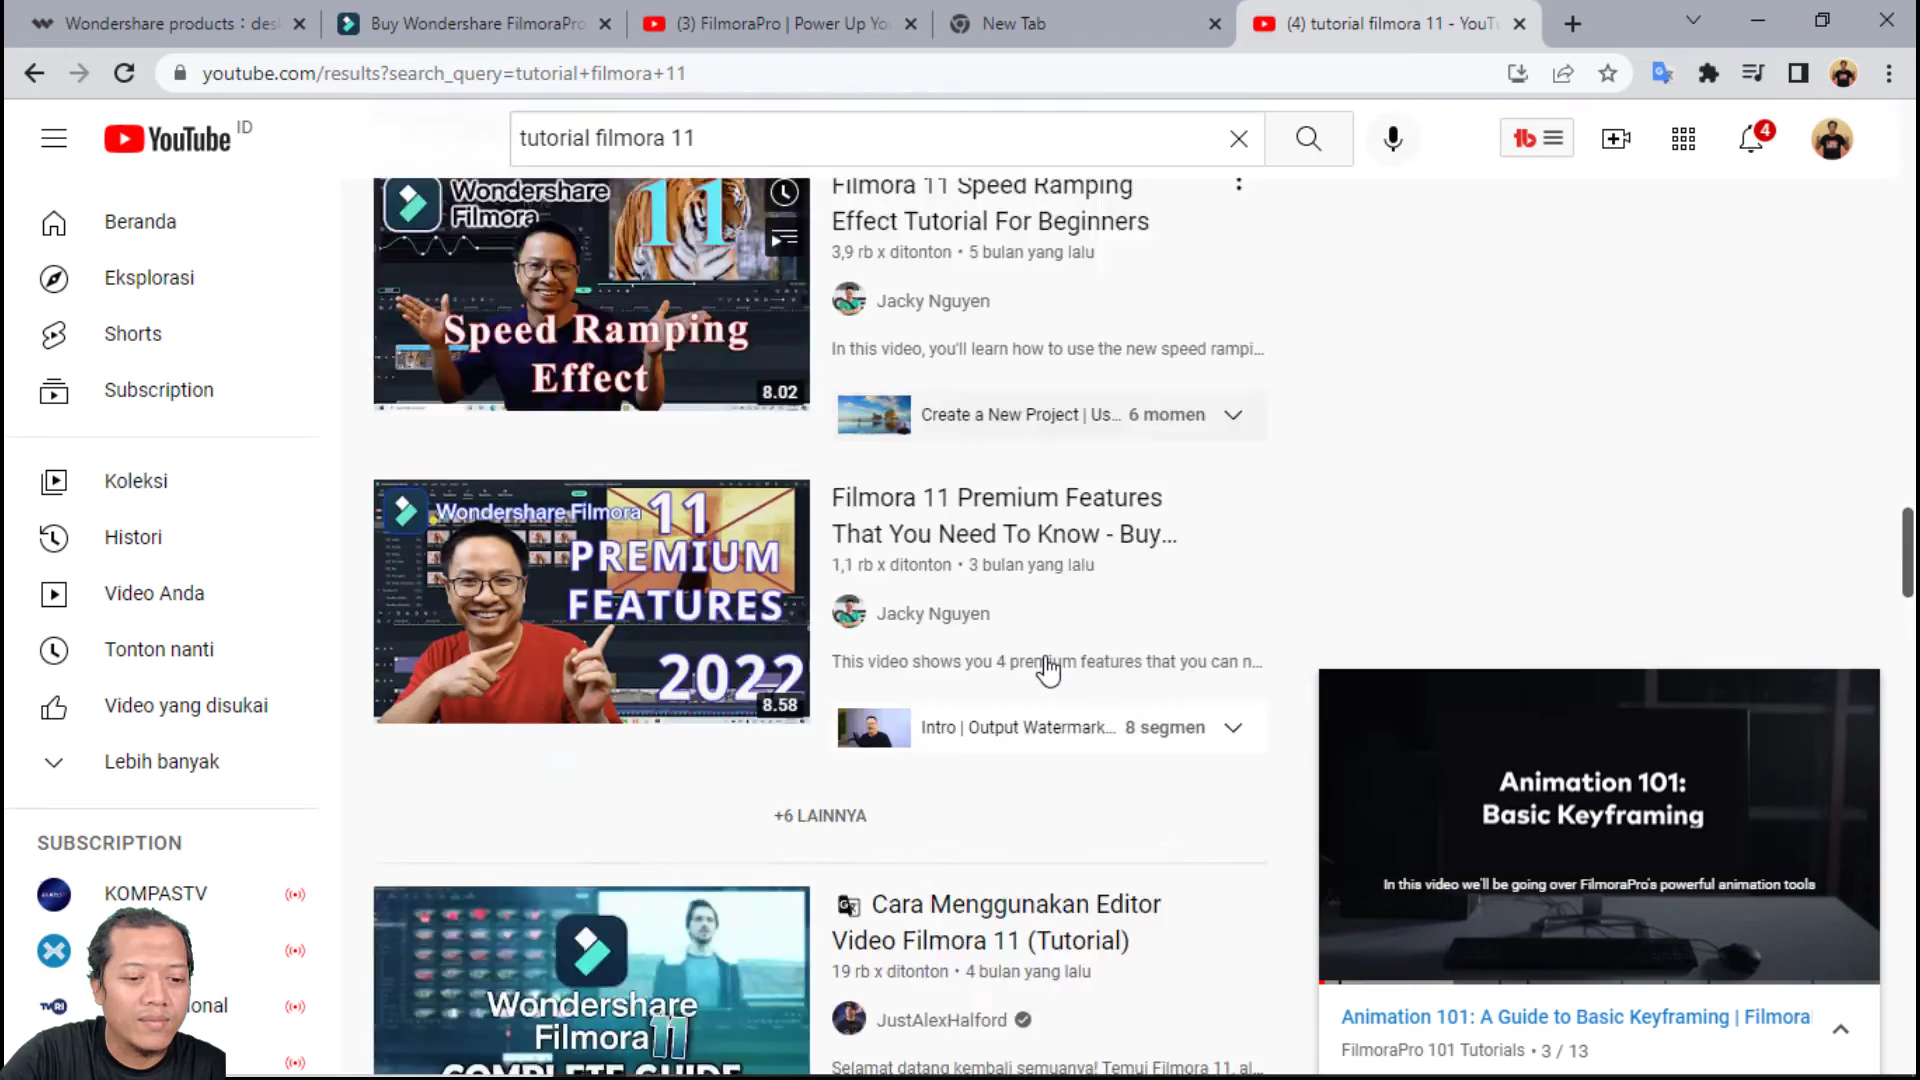 Wondershare products : des
Buy Wondershare FilmoraPro
(3) FilmoraPro | Power Up Yo
New Tab
(4) tutorial filmora 11 - YouTu
youtube.com/results?search_query=tutorial+filmora+11
YouTube ID
tutorial filmora 11
4
Beranda
Eksplorasi
Shorts
Subscription
Koleksi
Histori
Video Anda
Tonton nanti
Video yang disukai
Lebih banyak
SUBSCRIPTION
KOMPASTV
ional
Wondershare
Filmora
11
Speed Ramping
Effect
8.02
Filmora 11 Speed Ramping
Effect Tutorial For Beginners
3,9 rb x ditonton • 5 bulan yang lalu
Jacky Nguyen
In this video, you'll learn how to use the new speed rampi...
Create a New Project | Us... 6 momen
Wondershare Filmora 11
PREMIUM
FEATURES
2022
8.58
Filmora 11 Premium Features
That You Need To Know - Buy...
1,1 rb x ditonton • 3 bulan yang lalu
Jacky Nguyen
This video shows you 4 premium features that you can n...
Intro | Output Watermark... 8 segmen
+6 LAINNYA
Wondershare
Filmora 11
COMPLETE GUIDE
Cara Menggunakan Editor
Video Filmora 11 (Tutorial)
19 rb x ditonton • 4 bulan yang lalu
JustAlexHalford
Selamat datang kembali semuanya! Temui Filmora 11, al...
Animation 101:
Basic Keyframing
In this video we'll be going over FilmoraPro's powerful animation tools
Animation 101: A Guide to Basic Keyframing | Filmora
FilmoraPro 101 Tutorials • 3 / 13